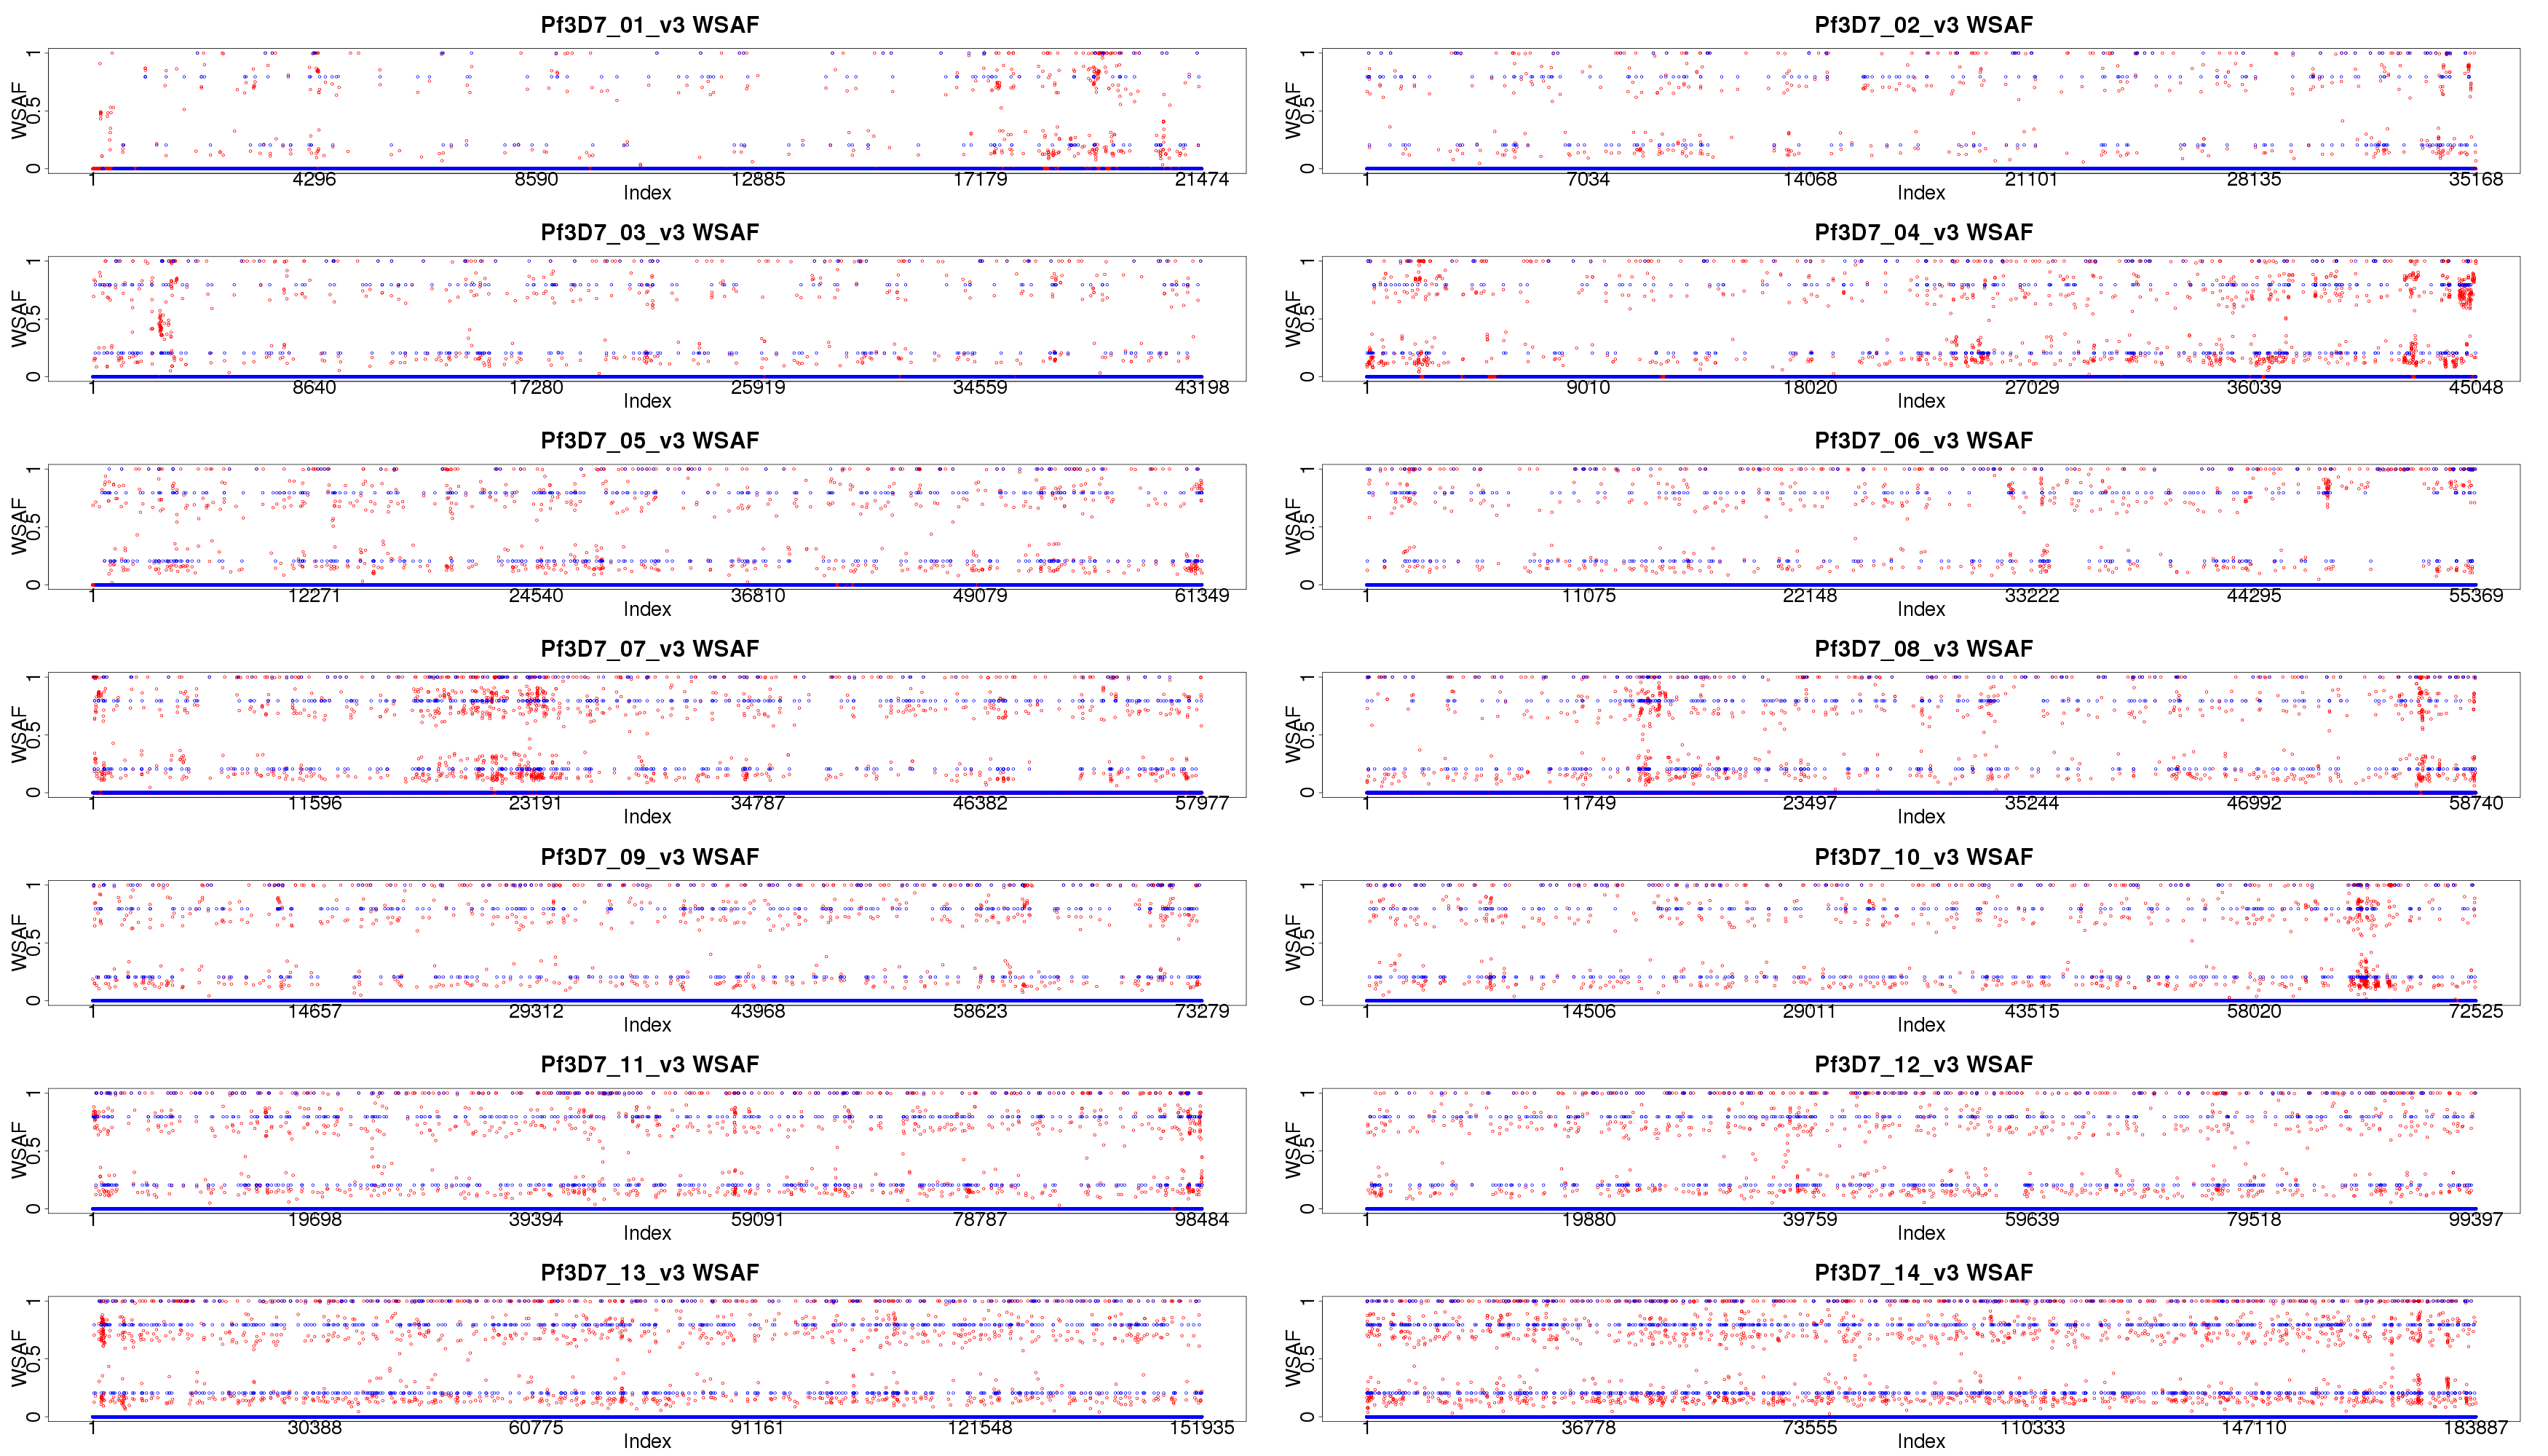 Pf3D7_01_v3 WSAF
WSAF
0 0.5 1
1 4296 8590 12885 17179 21474
Index
Pf3D7_02_v3 WSAF
WSAF
0 0.5 1
1 7034 14068 21101 28135 35168
Index
Pf3D7_03_v3 WSAF
WSAF
0 0.5 1
1 8640 17280 25919 34559 43198
Index
Pf3D7_04_v3 WSAF
WSAF
0 0.5 1
1 9010 18020 27029 36039 45048
Index
Pf3D7_05_v3 WSAF
WSAF
0 0.5 1
1 12271 24540 36810 49079 61349
Index
Pf3D7_06_v3 WSAF
WSAF
0 0.5 1
1 11075 22148 33222 44295 55369
Index
Pf3D7_07_v3 WSAF
WSAF
0 0.5 1
1 11596 23191 34787 46382 57977
Index
Pf3D7_08_v3 WSAF
WSAF
0 0.5 1
1 11749 23497 35244 46992 58740
Index
Pf3D7_09_v3 WSAF
WSAF
0 0.5 1
1 14657 29312 43968 58623 73279
Index
Pf3D7_10_v3 WSAF
WSAF
0 0.5 1
1 14506 29011 43515 58020 72525
Index
Pf3D7_11_v3 WSAF
WSAF
0 0.5 1
1 19698 39394 59091 78787 98484
Index
Pf3D7_12_v3 WSAF
WSAF
0 0.5 1
1 19880 39759 59639 79518 99397
Index
Pf3D7_13_v3 WSAF
WSAF
0 0.5 1
1 30388 60775 91161 121548 151935
Index
Pf3D7_14_v3 WSAF
WSAF
0 0.5 1
1 36778 73555 110333 147110 183887
Index